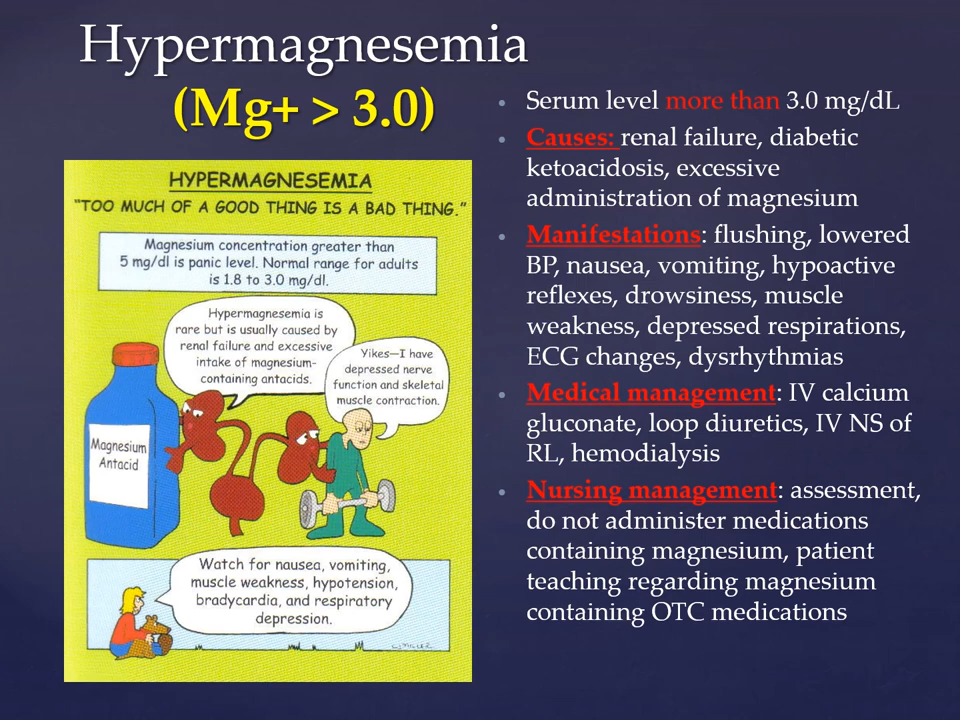 Hypermagnesemia
(Mg+ > 3.0)
HYPERMAGNESEMIA
"TOO MUCH OF A GOOD THING IS A BAD THING."
Magnesium concentration greater than
5 mg/dl is panic level. Normal range for adults
is 1.8 to 3.0 mg/dl.
Hypermagnesemia is
rare but is usually caused by
renal failure and excessive
intake of magnesium-
containing antacids.
Yikes—I have
depressed nerve
function and skeletal
muscle contraction.
Magnesium
Antacid
Watch for nausea, vomiting,
muscle weakness, hypotension,
bradycardia, and respiratory
depression.
• Serum level more than 3.0 mg/dL
• Causes: renal failure, diabetic
ketoacidosis, excessive
administration of magnesium
• Manifestations: flushing, lowered
BP, nausea, vomiting, hypoactive
reflexes, drowsiness, muscle
weakness, depressed respirations,
ECG changes, dysrhythmias
• Medical management: IV calcium
gluconate, loop diuretics, IV NS of
RL, hemodialysis
• Nursing management: assessment,
do not administer medications
containing magnesium, patient
teaching regarding magnesium
containing OTC medications